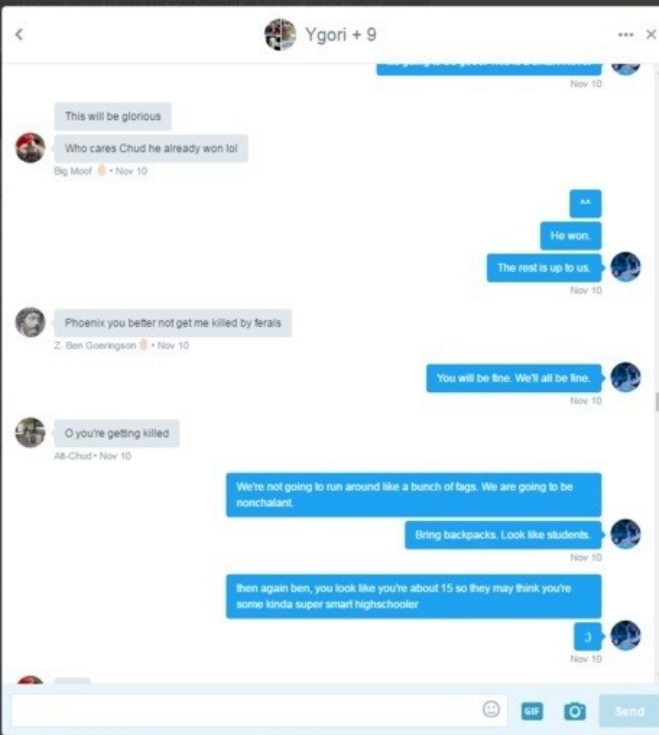 Ygori + 9
Nov 10
This will be glorious
Who cares Chud he already won lol
Big Moof • Nov 10
^^
He won.
The rest is up to us.
Nov 10
Phoenix you better not get me killed by ferals
Z. Ben Goeringson • Nov 10
You will be fine. We'll all be fine.
Nov 10
O you're getting killed
Alt-Chud • Nov 10
We're not going to run around like a bunch of fags. We are going to be
nonchalant.
Bring backpacks. Look like students.
Nov 10
then again ben, you look like you're about 15 so they may think you're
some kinda super smart highschooler
;)
Nov 10
GIF
Send